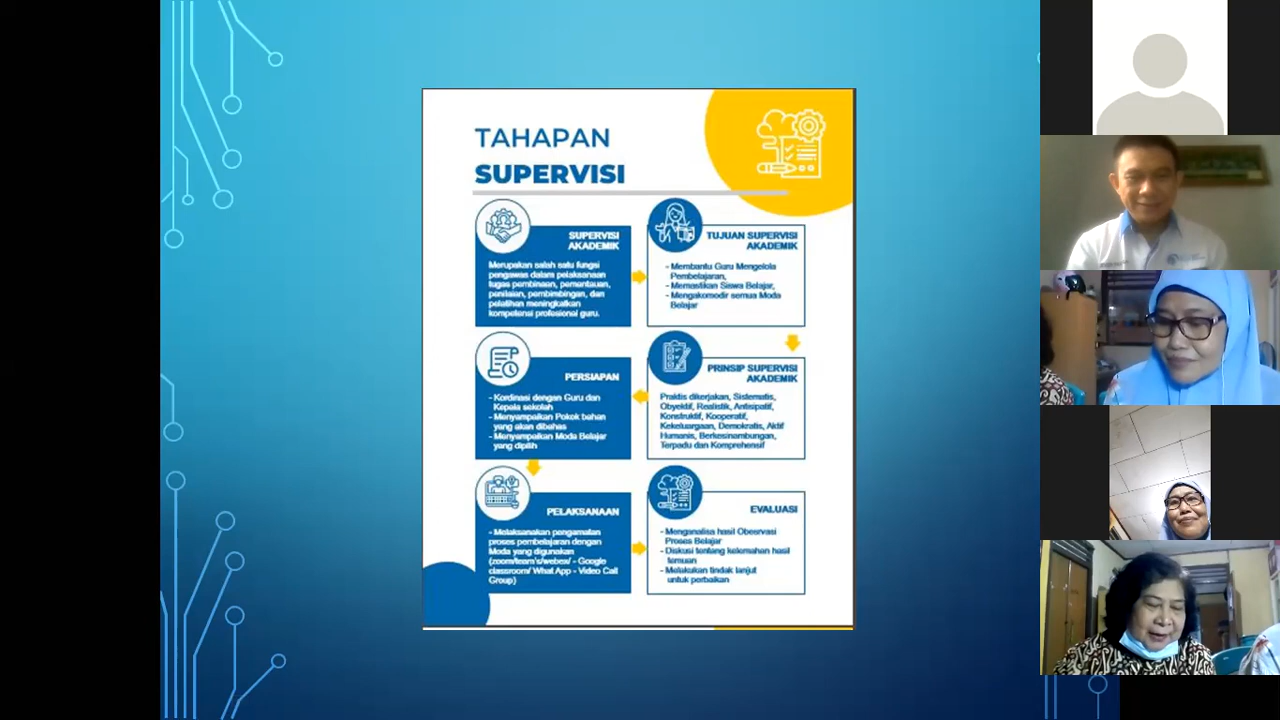 TAHAPAN
SUPERVISI
SUPERVISI
AKADEMIK
Merupakan salah satu fungsi
pengawas dalam pelaksanaan
tugas pembinaan, pemantauan,
penilaian, pembimbingan, dan
pelatihan meningkatkan
kompetensi profesional guru.
TUJUAN SUPERVISI
AKADEMIK
- Membantu Guru Mengelola
Pembelajaran,
- Memastikan Siswa Belajar,
- Mengakomodir semua Moda
Belajar
PRINSIP SUPERVISI
AKADEMIK
Praktis dikerjakan, Sistematis,
Obyektif, Realistik, Antisipatif,
Konstruktif, Kooperatif,
Kekeluargaan, Demokratis, Aktif
Humanis, Berkesinambungan,
Terpadu dan Komprehensif
PERSIAPAN
- Kordinasi dengan Guru dan
Kepala sekolah
- Menyampaikan Pokok bahan
yang akan dibahas
- Menyampaikan Moda Belajar
yang dipilih
PELAKSANAAN
- Melaksanakan pengamatan
proses pembelajaran dengan
Moda yang digunakan
(zoom/team's/webex/ - Google
classroom/ What App - Video Call
Group)
EVALUASI
- Menganalisa hasil Observasi
Proses Belajar
- Diskusi tentang kelemahan hasil
temuan
- Melakukan tindak lanjut
untuk perbaikan